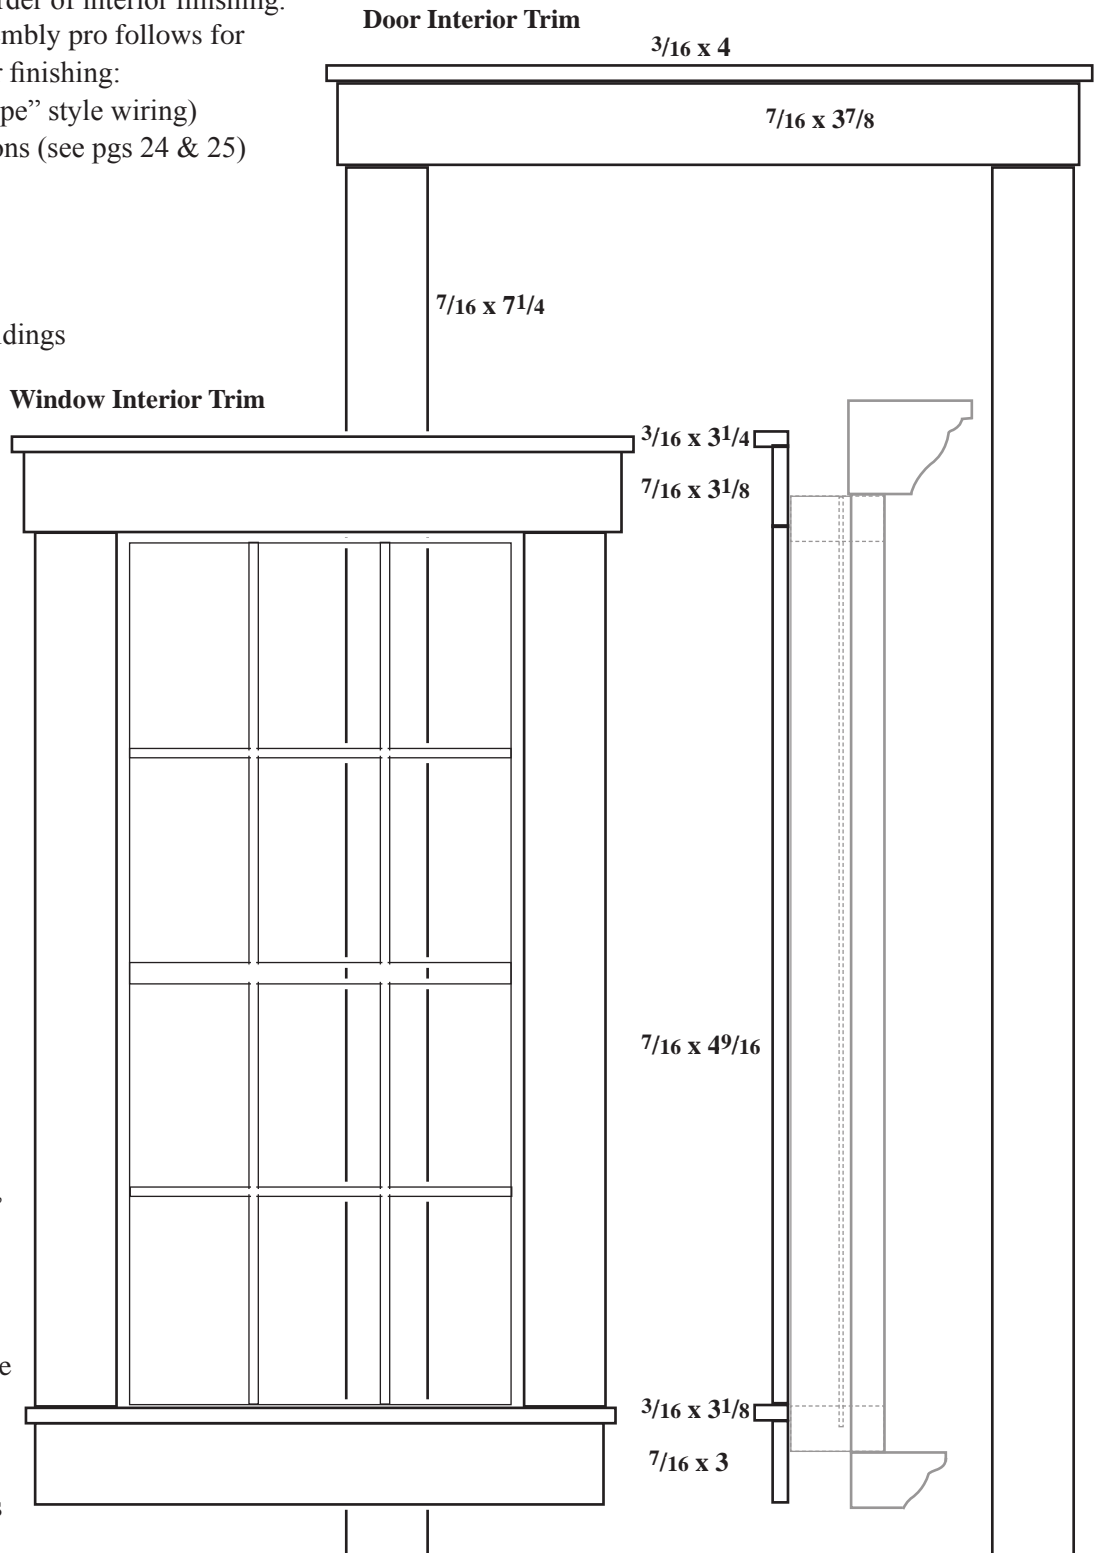 order of interior finishing.
mbly pro follows for
r finishing:
pe” style wiring)
ons (see pgs 24 & 25)
ldings
e
s
Door Interior Trim
3/16 x 4
7/16 x 37/8
7/16 x 71/4
Window Interior Trim
3/16 x 31/4
7/16 x 31/8
7/16 x 49/16
3/16 x 31/8
7/16 x 3